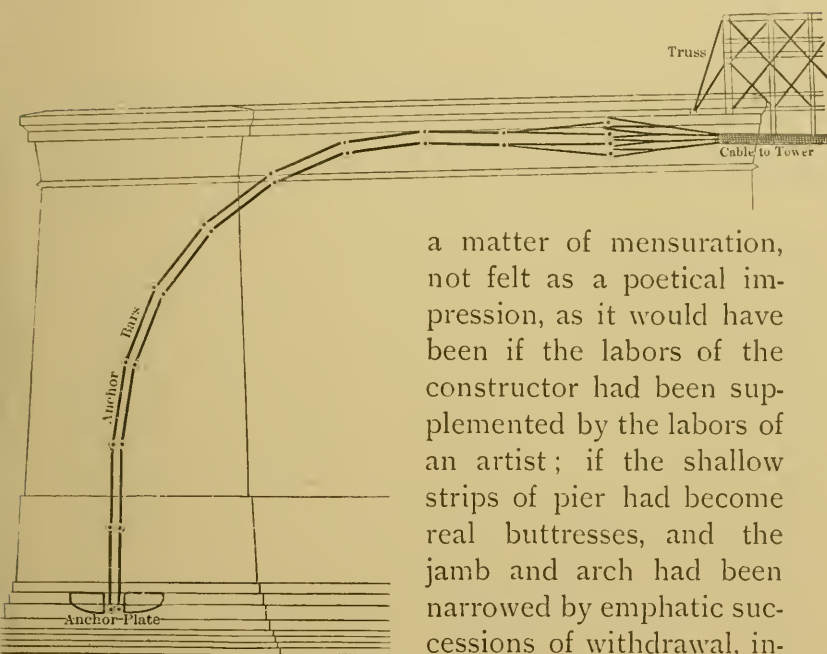 Truss
Cable to Tower
Anchor Bars
Anchor-Plate
a matter of mensuration,
not felt as a poetical im-
pression, as it would have
been if the labors of the
constructor had been sup-
plemented by the labors of
an artist; if the shallow
strips of pier had become
real buttresses, and the
jamb and arch had been
narrowed by emphatic suc-
cessions of withdrawal, in-